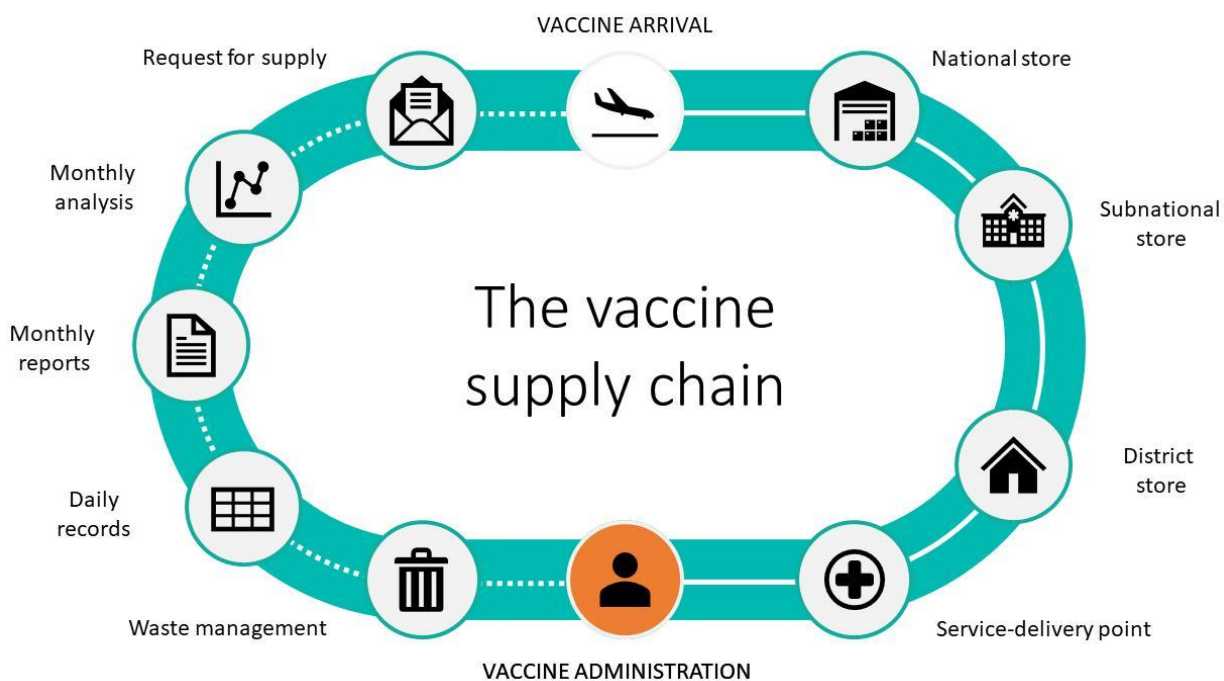 VACCINE ARRIVAL
Request for supply
National store
Monthly
analysis
Subnational
store
The vaccine
supply chain
Monthly
reports
District
store
Daily
records
Waste management
Service-delivery point
VACCINE ADMINISTRATION